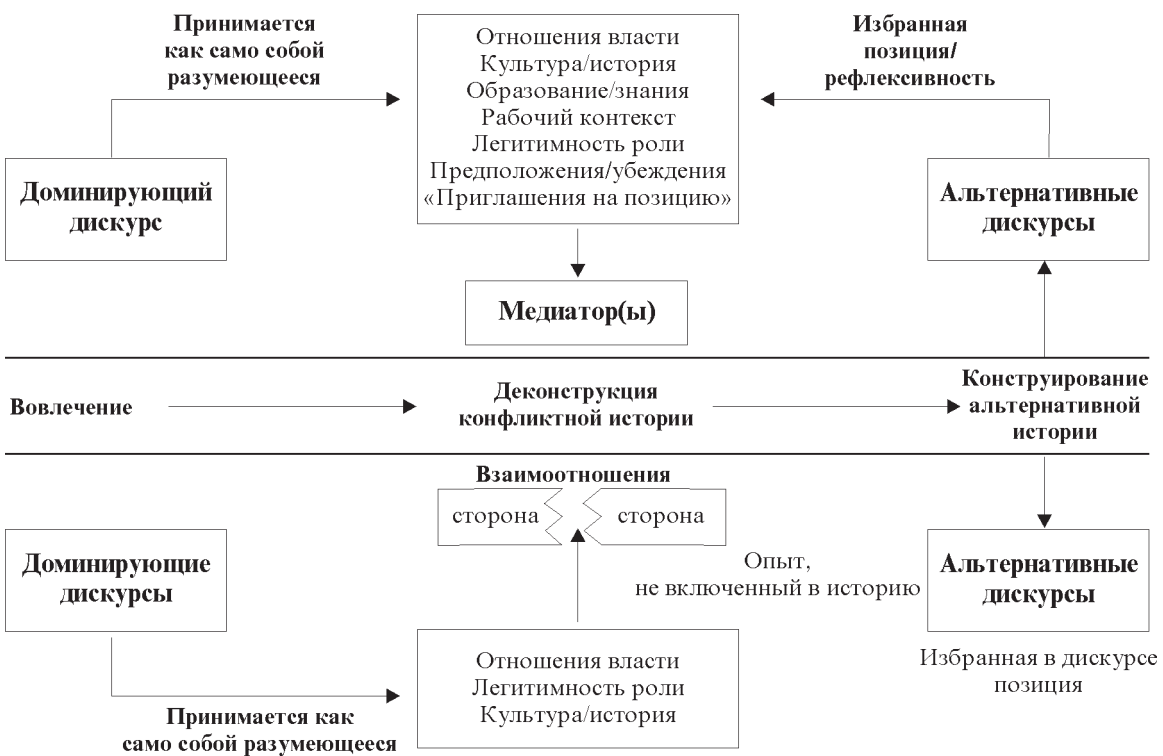 Принимается
как само собой
разумеющееся
Отношения власти
Культура/история
Образование/знания
Рабочий контекст
Легитимность роли
Предположения/убеждения
«Приглашения на позицию»
Избранная
позиция/
рефлексивность
Доминирующий
дискурс
Альтернативные
дискурсы
Медиатор(ы)
Вовлечение
Деконструкция
конфликтной истории
Конструирование
альтернативной
истории
Взаимоотношения
сторона
сторона
Доминирующие
дискурсы
Опыт,
не включенный в историю
Альтернативные
дискурсы
Избранная в дискурсе
позиция
Отношения власти
Легитимность роли
Культура/история
Принимается как
само собой разумеющееся